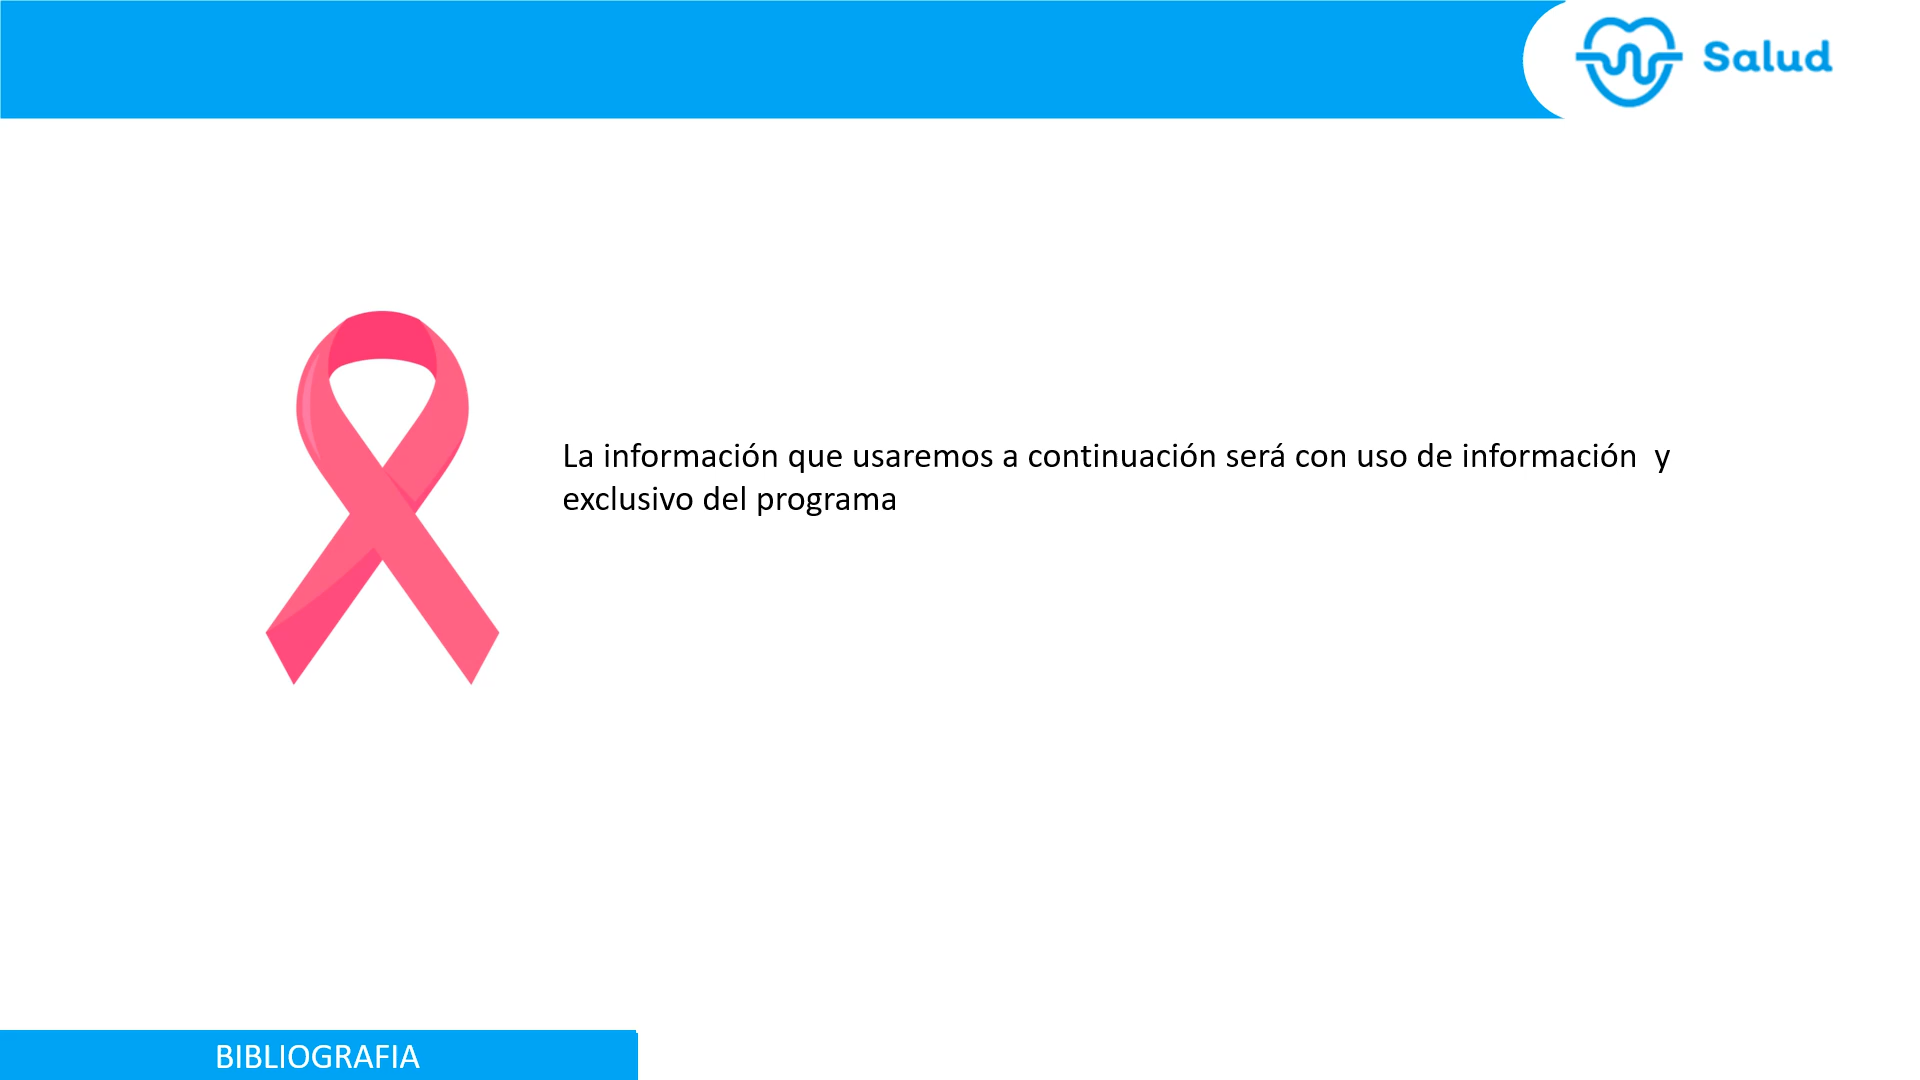 Salud
La información que usaremos a continuación será con uso de información  y
exclusivo del programa
BIBLIOGRAFIA